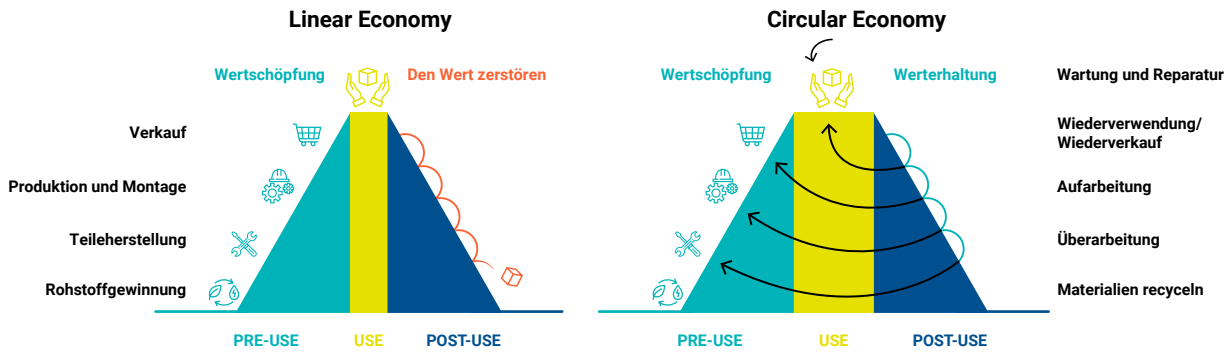 Linear Economy
Wertschöpfung
Den Wert zerstören
Verkauf
Produktion und Montage
Teileherstellung
Rohstoffgewinnung
PRE-USE
USE
POST-USE
Circular Economy
Wertschöpfung
Werterhaltung
Wartung und Reparatur
Wiederverwendung/
Wiederverkauf
Aufarbeitung
Überarbeitung
Materialien recyceln
PRE-USE
USE
POST-USE